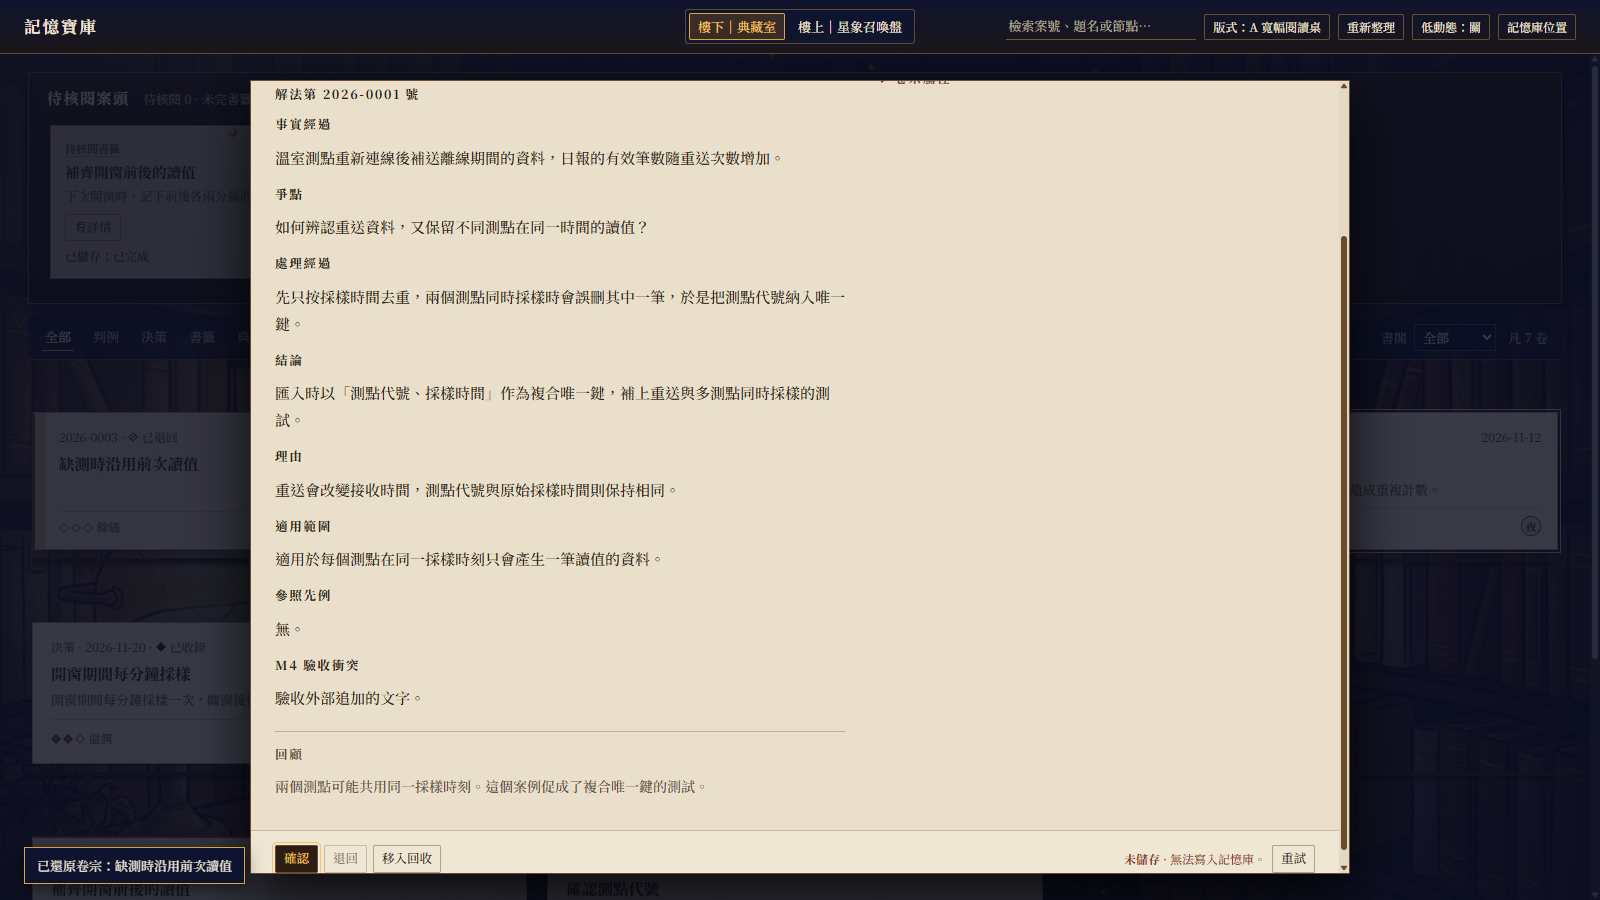 記憶寶庫
樓下｜典藏室
樓上｜星象召喚盤
檢索案號、題名或節點…
版式：A 寬幅閱讀桌
重新整理
低動態：關
記憶庫位置
待核閱案頭
待核閱 0 · 未完書籤
待核閱書籤
補齊開窗前後的讀值
下次開窗時，記下前後各兩分鐘的
看詳情
已儲存：已完成
全部
判例
決策
書籤
典
書閣
全部
凡 7 卷
2026-0003 · 已退回
缺測時沿用前次讀值
◇◇◇ 餘燼
2026-11-12
造成重複計數。
夜
決策 · 2026-11-20 · ◆ 已收錄
開窗期間每分鐘採樣
開窗期間每分鐘採樣一次，關窗後
◆◆◇ 溫潤
解法第 2026-0001 號
事實經過
溫室測點重新連線後補送離線期間的資料，日報的有效筆數隨重送次數增加。
爭點
如何辨認重送資料，又保留不同測點在同一時間的讀值？
處理經過
先只按採樣時間去重，兩個測點同時採樣時會誤刪其中一筆，於是把測點代號納入唯一
鍵。
結論
匯入時以「測點代號、採樣時間」作為複合唯一鍵，補上重送與多測點同時採樣的測
試。
理由
重送會改變接收時間，測點代號與原始採樣時間則保持相同。
適用範圍
適用於每個測點在同一採樣時刻只會產生一筆讀值的資料。
參照先例
無。
M4 驗收衝突
驗收外部追加的文字。
回顧
兩個測點可能共用同一採樣時刻。這個案例促成了複合唯一鍵的測試。
確認
退回
移入回收
未儲存 · 無法寫入記憶庫。
重試
已還原卷宗：缺測時沿用前次讀值
補齊開窗前後的讀值
確認測點代號